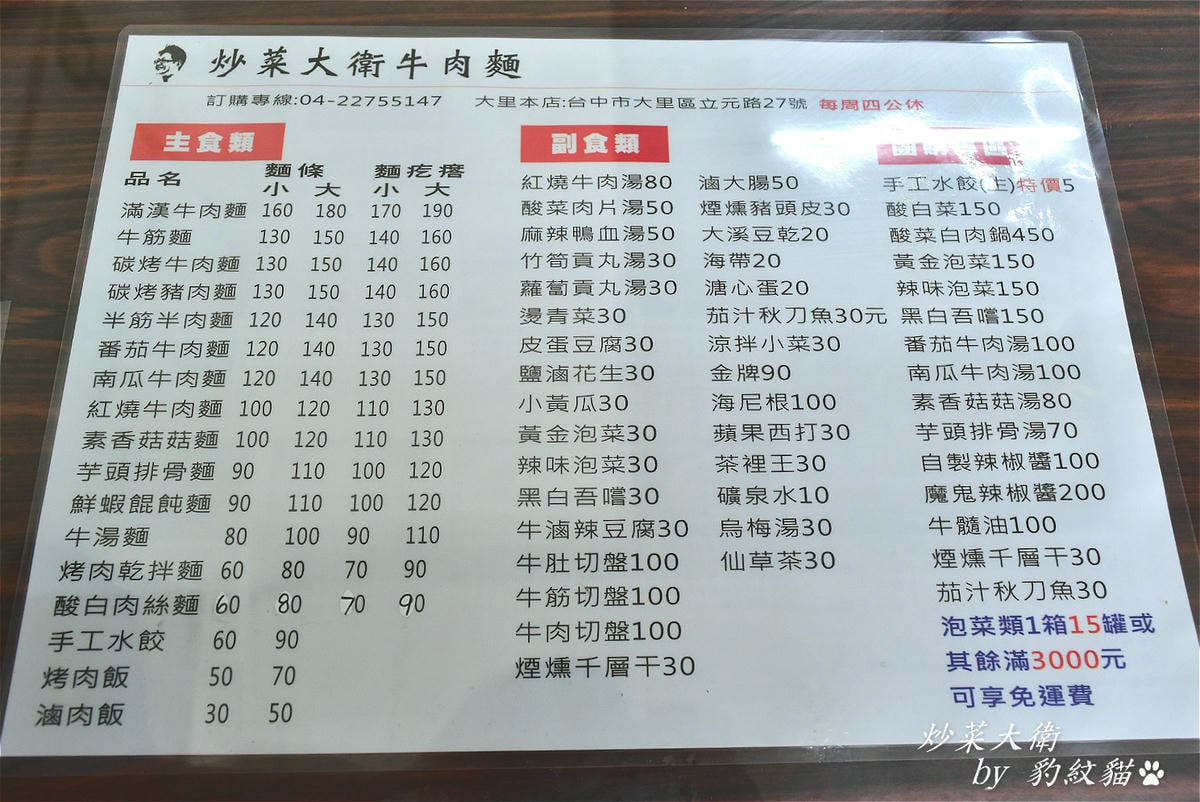 炒菜大衛牛肉麵
訂購專線:04-22755147 大里本店:台中市大里區立元路27號 每周四公休
主食類
品名 麵條 麵疙瘩
小 大 小 大
滿漢牛肉麵 160 180 170 190
牛筋麵 130 150 140 160
碳烤牛肉麵 130 150 140 160
碳烤豬肉麵 130 150 140 160
半筋半肉麵 120 140 130 150
番茄牛肉麵 120 140 130 150
南瓜牛肉麵 120 140 130 150
紅燒牛肉麵 100 120 110 130
素香菇菇麵 100 120 110 130
芋頭排骨麵 90 110 100 120
鮮蝦餛飩麵 90 110 100 120
牛湯麵 80 100 90 110
烤肉乾拌麵 60 80 70 90
酸白肉絲麵 60 80 70 90
手工水餃 60 90
烤肉飯 50 70
滷肉飯 30 50
副食類
紅燒牛肉湯80
酸菜肉片湯50
麻辣鴨血湯50
竹筍貢丸湯30
蘿蔔貢丸湯30
燙青菜30
皮蛋豆腐30
鹽滷花生30
小黃瓜30
黃金泡菜30
辣味泡菜30
黑白吾嚐30
牛滷辣豆腐30
牛肚切盤100
牛筋切盤100
牛肉切盤100
煙燻千層干30
滷大腸50
煙燻豬頭皮30
大溪豆乾20
海帶20
溏心蛋20
茄汁秋刀魚30元
涼拌小菜30
金牌90
海尼根100
蘋果西打30
茶裡王30
礦泉水10
烏梅湯30
仙草茶30
手工水餃(生)特價5
酸白菜150
酸菜白肉鍋450
黃金泡菜150
辣味泡菜150
黑白吾嚐150
番茄牛肉湯100
南瓜牛肉湯100
素香菇菇湯80
芋頭排骨湯70
自製辣椒醬100
魔鬼辣椒醬200
牛髓油100
煙燻千層干30
茄汁秋刀魚30
泡菜類1箱15罐或
其餘滿3000元
可享免運費
炒菜大衛
by 豹紋貓